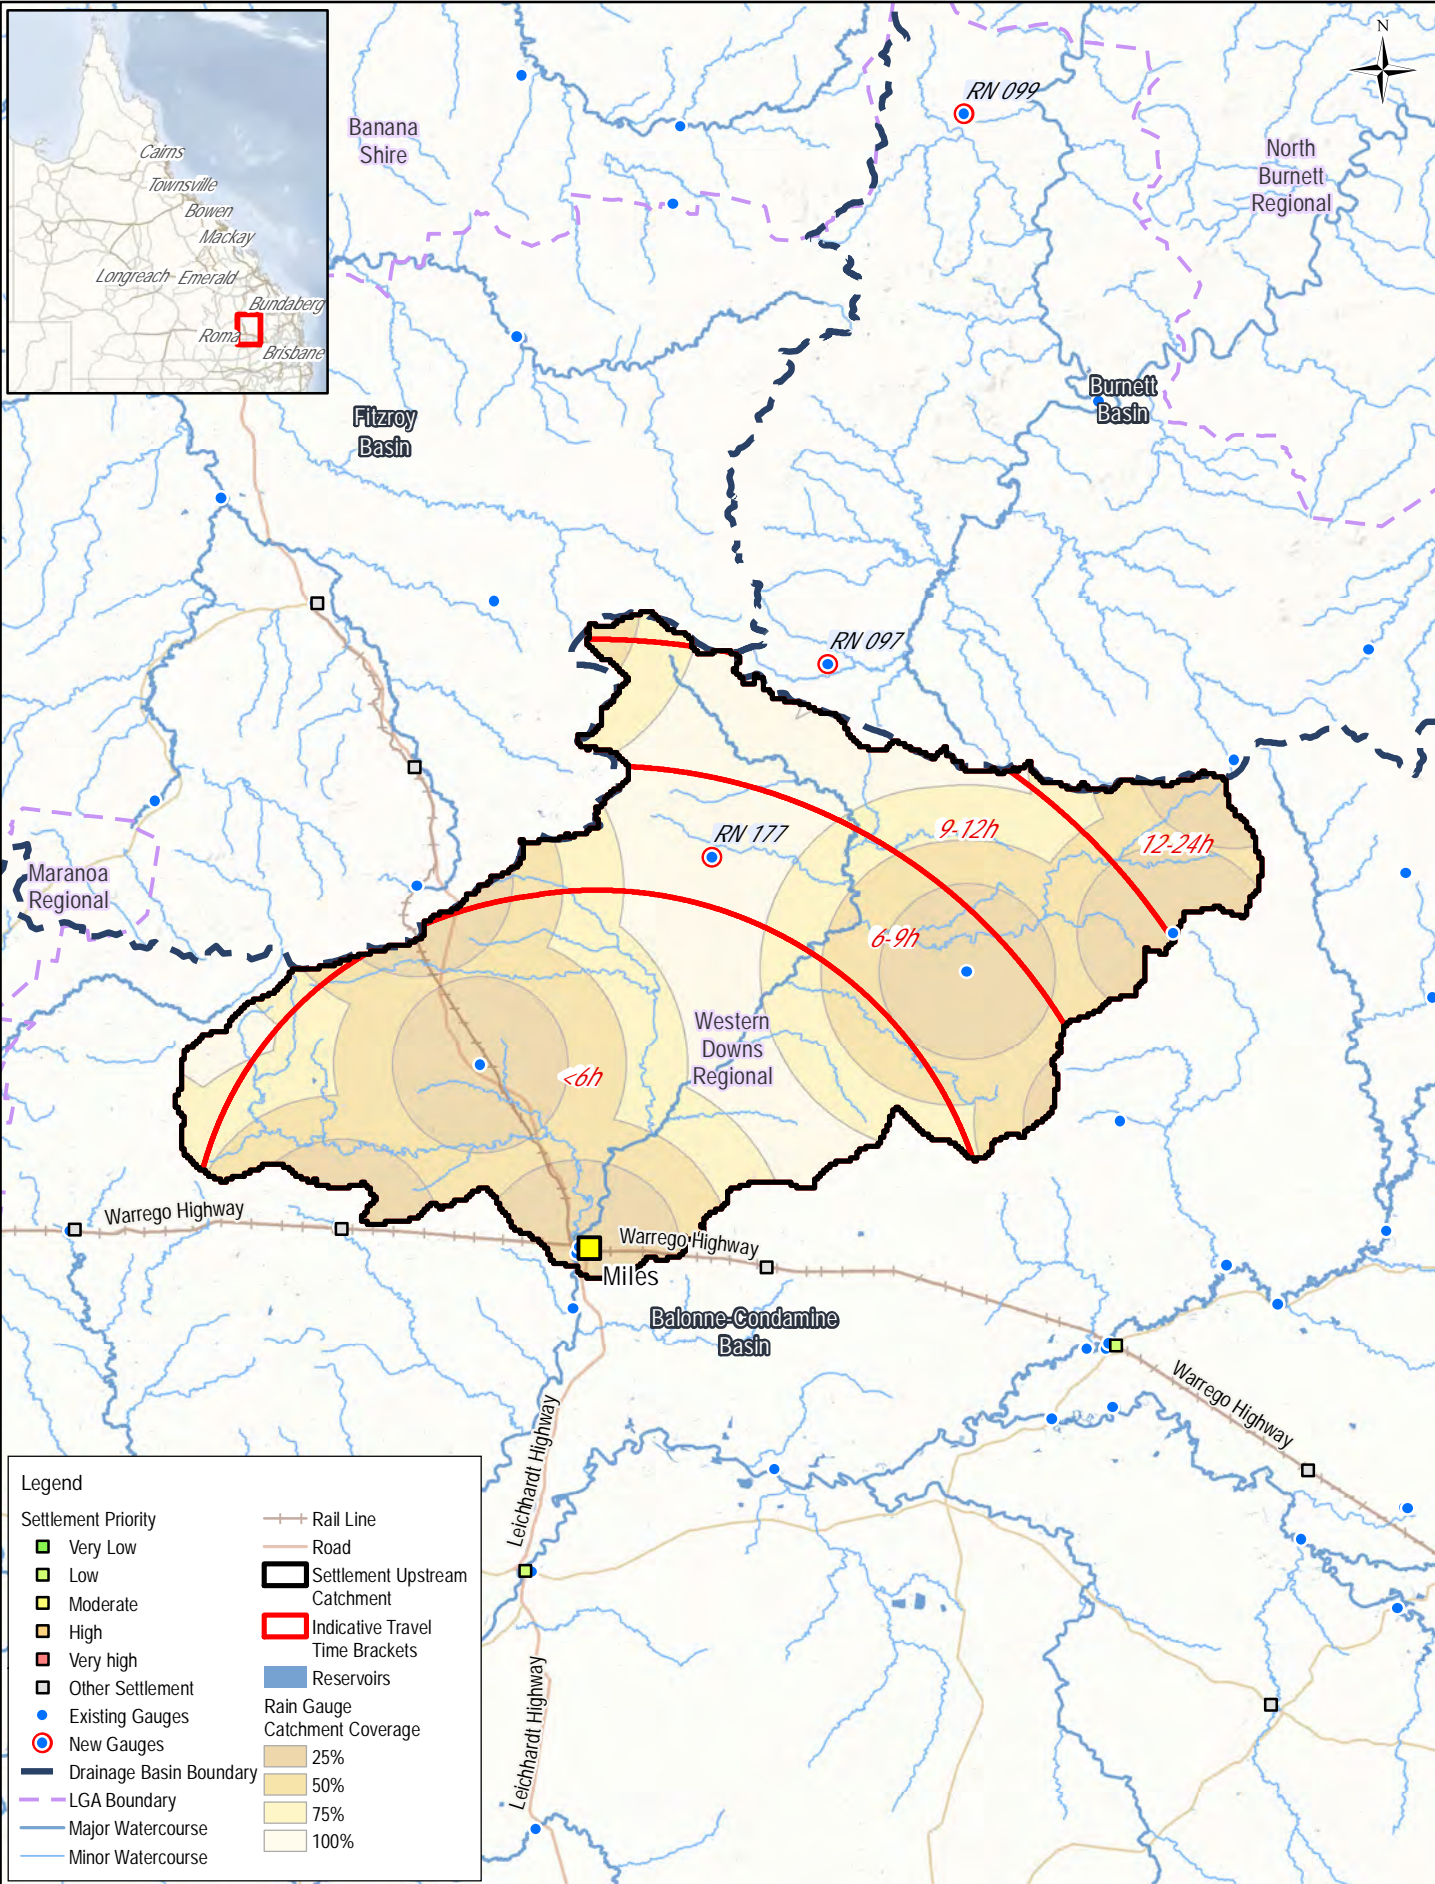 N
Cairns
Townsville
Bowen
Mackay
Longreach
Emerald
Bundaberg
Roma
Brisbane
Banana
Shire
RN 099
North
Burnett
Regional
Fitzroy
Basin
Burnett
Basin
RN 097
RN 177
9-12h
12-24h
Maranoa
Regional
6-9h
Western
Downs
Regional
<6h
Warrego Highway
Warrego Highway
Miles
Balonne-Condamine
Basin
Warrego Highway
Leichhardt Highway
Leichhardt Highway
Legend
Settlement Priority
Very Low
Low
Moderate
High
Very high
Other Settlement
Existing Gauges
New Gauges
Drainage Basin Boundary
LGA Boundary
Major Watercourse
Minor Watercourse
Rail Line
Road
Settlement Upstream
Catchment
Indicative Travel
Time Brackets
Reservoirs
Rain Gauge
Catchment Coverage
25%
50%
75%
100%